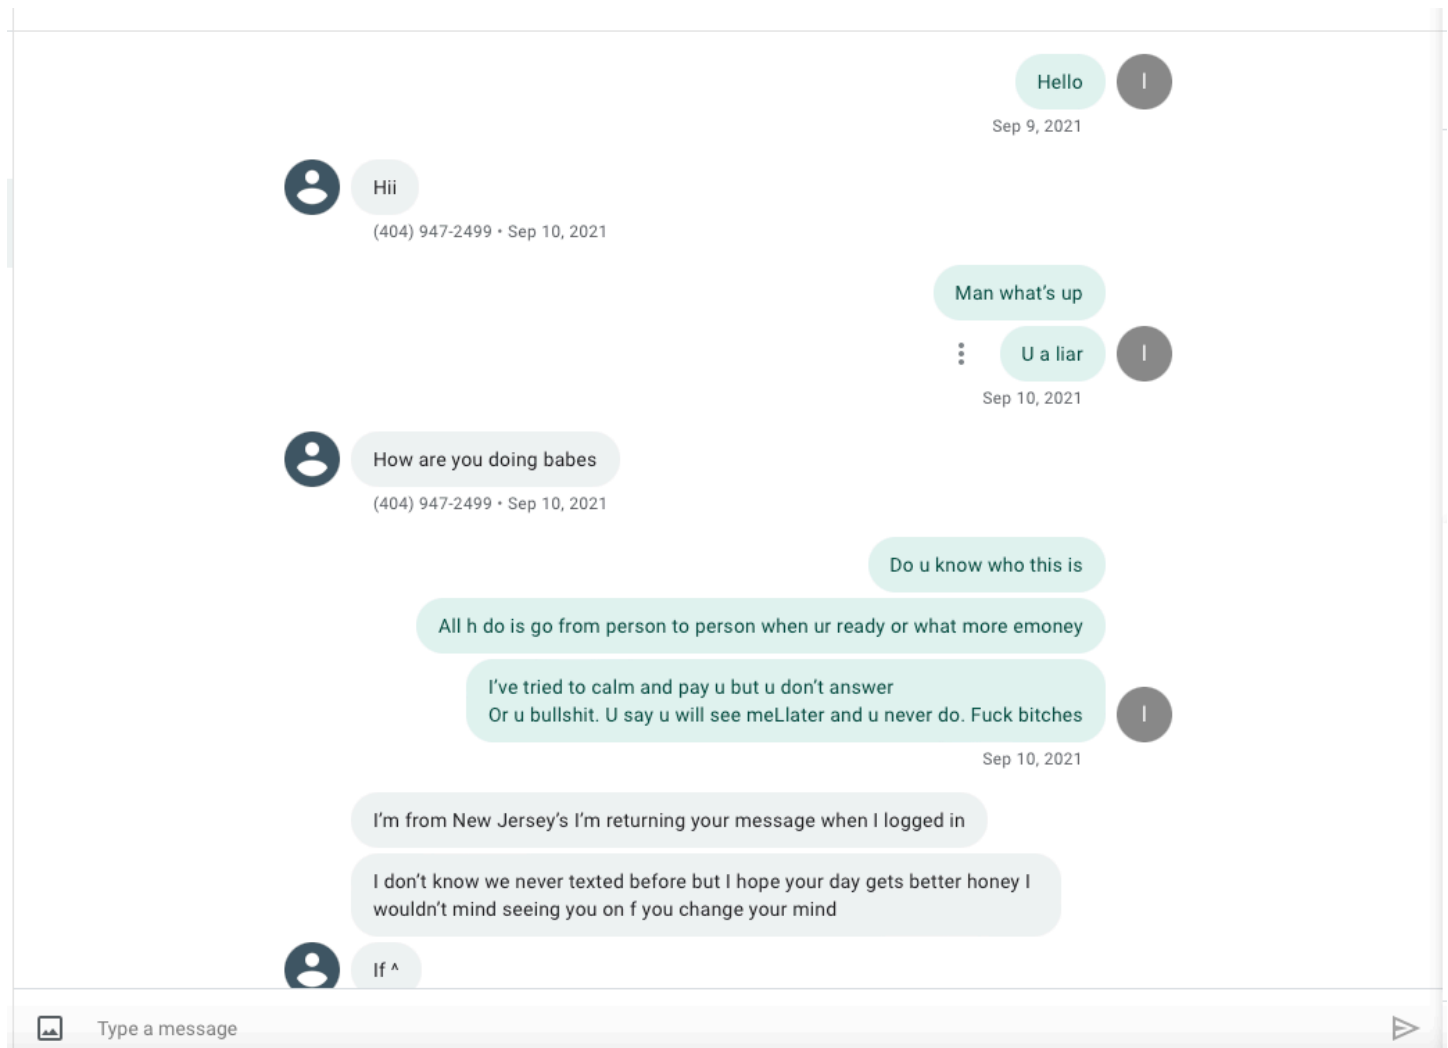 Hello
I
Sep 9, 2021
Hii
(404) 947-2499 • Sep 10, 2021
Man what's up
U a liar
I
Sep 10, 2021
How are you doing babes
(404) 947-2499 • Sep 10, 2021
Do u know who this is
All h do is go from person to person when ur ready or what more emoney
I've tried to calm and pay u but u don't answer
Or u bullshit. U say u will see meLlater and u never do. Fuck bitches
I
Sep 10, 2021
I'm from New Jersey's I'm returning your message when I logged in
I don't know we never texted before but I hope your day gets better honey I
wouldn't mind seeing you on f you change your mind
If ^
Type a message